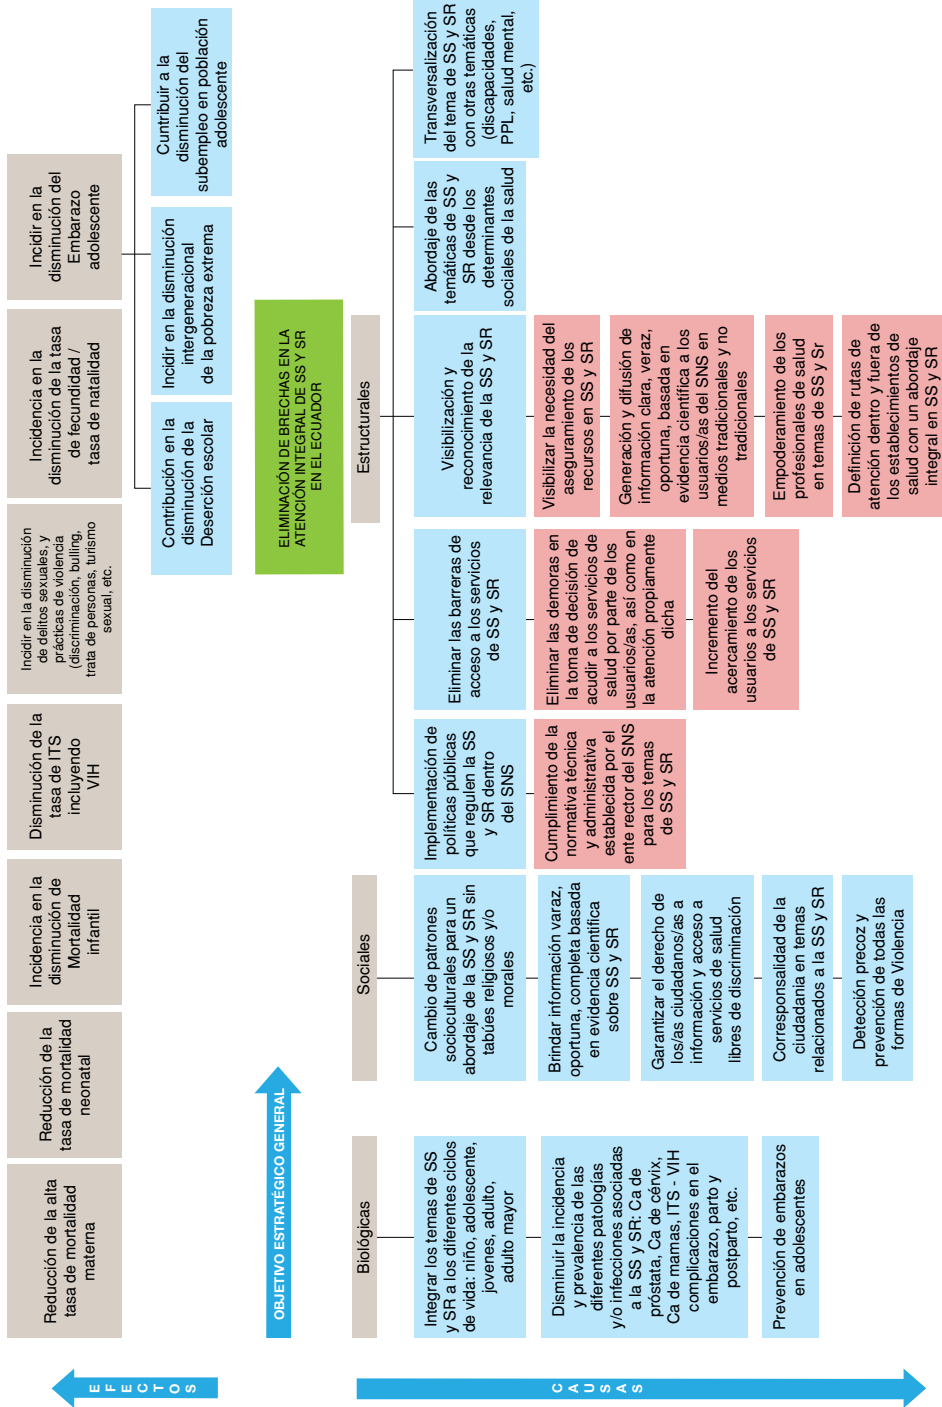 EFECTOS
Reducción de la alta
tasa de mortalidad
materna
Reducción de la
tasa de mortalidad
neonatal
Incidencia en la
disminución de
Mortalidad
infantil
Disminución de la
tasa de ITS
incluyendo
VIH
Incidir en la disminución
de delitos sexuales, y
prácticas de violencia
(discriminación, bulling,
trata de personas, turismo
sexual, etc.
Incidencia en la
disminución de la tasa
de fecundidad /
tasa de natalidad
Incidir en la
disminución del
Embarazo
adolescente
Contribución en la
disminución de la
Deserción escolar
Incidir en la disminución
intergeneracional
de la pobreza extrema
Cuntribuir a la
disminución del
subempleo en población
adolescente
OBJETIVO ESTRATÉGICO GENERAL
ELIMINACIÓN DE BRECHAS EN LA
ATENCIÓN INTEGRAL DE SS Y SR
EN EL ECUADOR
CAUSAS
Biológicas
Integrar los temas de SS
y SR a los diferentes ciclos
de vida: niño, adolescente,
jovenes, adulto,
adulto mayor
Disminuir la incidencia
y prevalencia de las
diferentes patologías
y/o infecciones asociadas
a la SS y SR: Ca de
próstata, Ca de cérvix,
Ca de mamas, ITS - VIH
complicaciones en el
embarazo, parto y
postparto, etc.
Prevención de embarazos
en adolescentes
Sociales
Cambio de patrones
socioculturales para un
abordaje de la SS y SR sin
tabúes religiosos y/o
morales
Brindar información varaz,
oportuna, completa basada
en evidencia científica
sobre SS y SR
Garantizar el derecho de
los/as ciudadanos/as a
información y acceso a
servicios de salud
libres de discriminación
Corresponsalidad de la
ciudadanía en temas
relacionados a la SS y SR
Detección precoz y
prevención de todas las
formas de Violencia
Estructurales
Implementación de
políticas públicas
que regulen la SS
y SR dentro
del SNS
Cumplimiento de la
normativa técnica
y administrativa
establecida por el
ente rector del SNS
para los temas
de SS y SR
Eliminar las barreras de
acceso a los servicios
de SS y SR
Eliminar las demoras en
la toma de decisión de
acudir a los servicios de
salud por parte de los
usuarios/as, así como en
la atención propiamente
dicha
Incremento del
acercamiento de los
usuarios a los servicios
de SS y SR
Visibilización y
reconocimiento de la
relevancia de la SS y SR
Visibilizar la necesidad del
aseguramiento de los
recursos en SS y SR
Generación y difusión de
información clara, veraz,
oportuna, basada en
evidencia científica a los
usuarios/as del SNS en
medios tradicionales y no
tradicionales
Empoderamiento de los
profesionales de salud
en temas de SS y Sr
Definición de rutas de
atención dentro y fuera de
los establecimientos de
salud con un abordaje
integral en SS y SR
Abordaje de las
temáticas de SS y
SR desde los
determinantes
sociales de la salud
Transversalización
del tema de SS y SR
con otras temáticas
(discapacidades,
PPL, salud mental,
etc.)